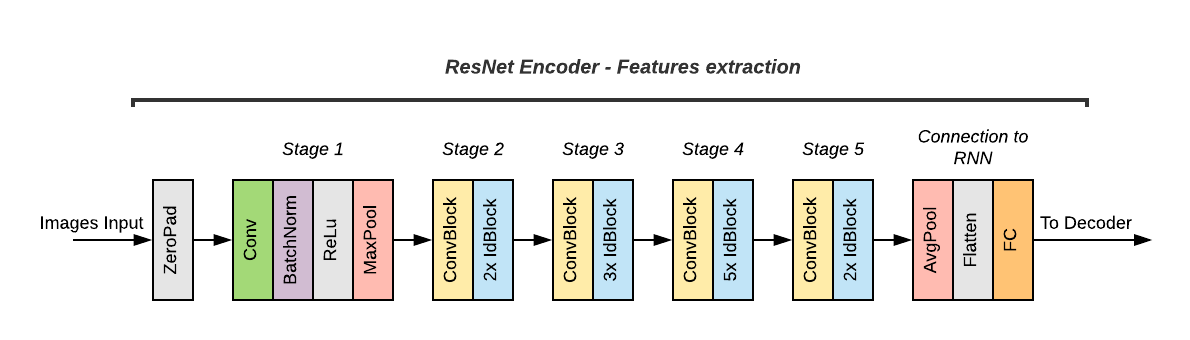 ResNet Encoder - Features extraction
Stage 1
Stage 2
Stage 3
Stage 4
Stage 5
Connection to
RNN
Images Input
ZeroPad
Conv
BatchNorm
ReLu
MaxPool
ConvBlock
2x IdBlock
ConvBlock
3x IdBlock
ConvBlock
5x IdBlock
ConvBlock
2x IdBlock
AvgPool
Flatten
FC
To Decoder